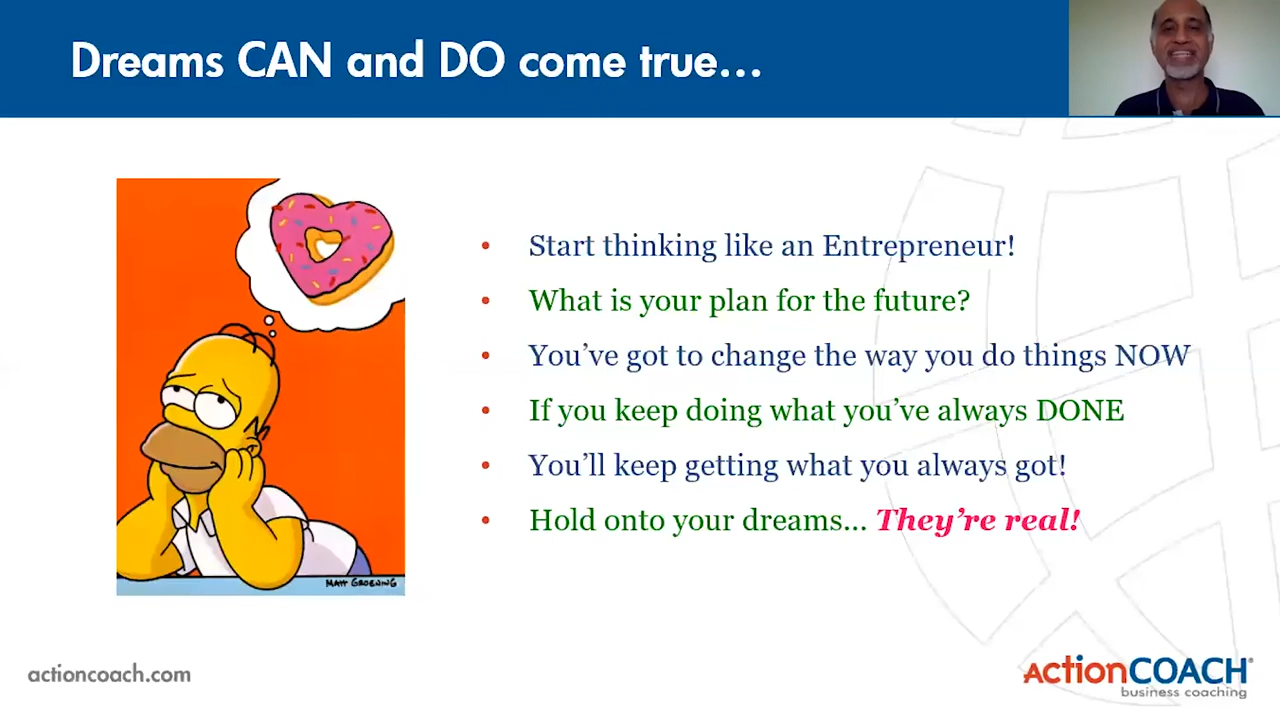 Dreams CAN and DO come true...
Start thinking like an Entrepreneur!
What is your plan for the future?
You've got to change the way you do things NOW
If you keep doing what you've always DONE
You'll keep getting what you always got!
Hold onto your dreams... They're real!
MATT GROENING
actioncoach.com
ActionCOACH®
business coaching